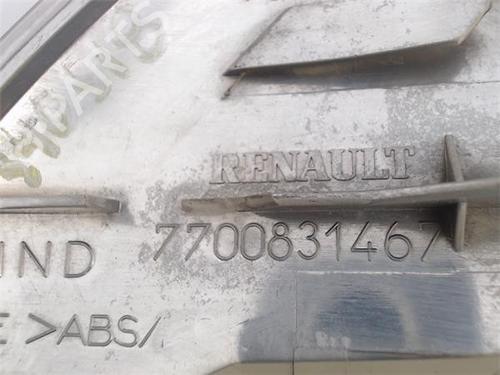 RENAULT
7700831467
IND
E >ABS/